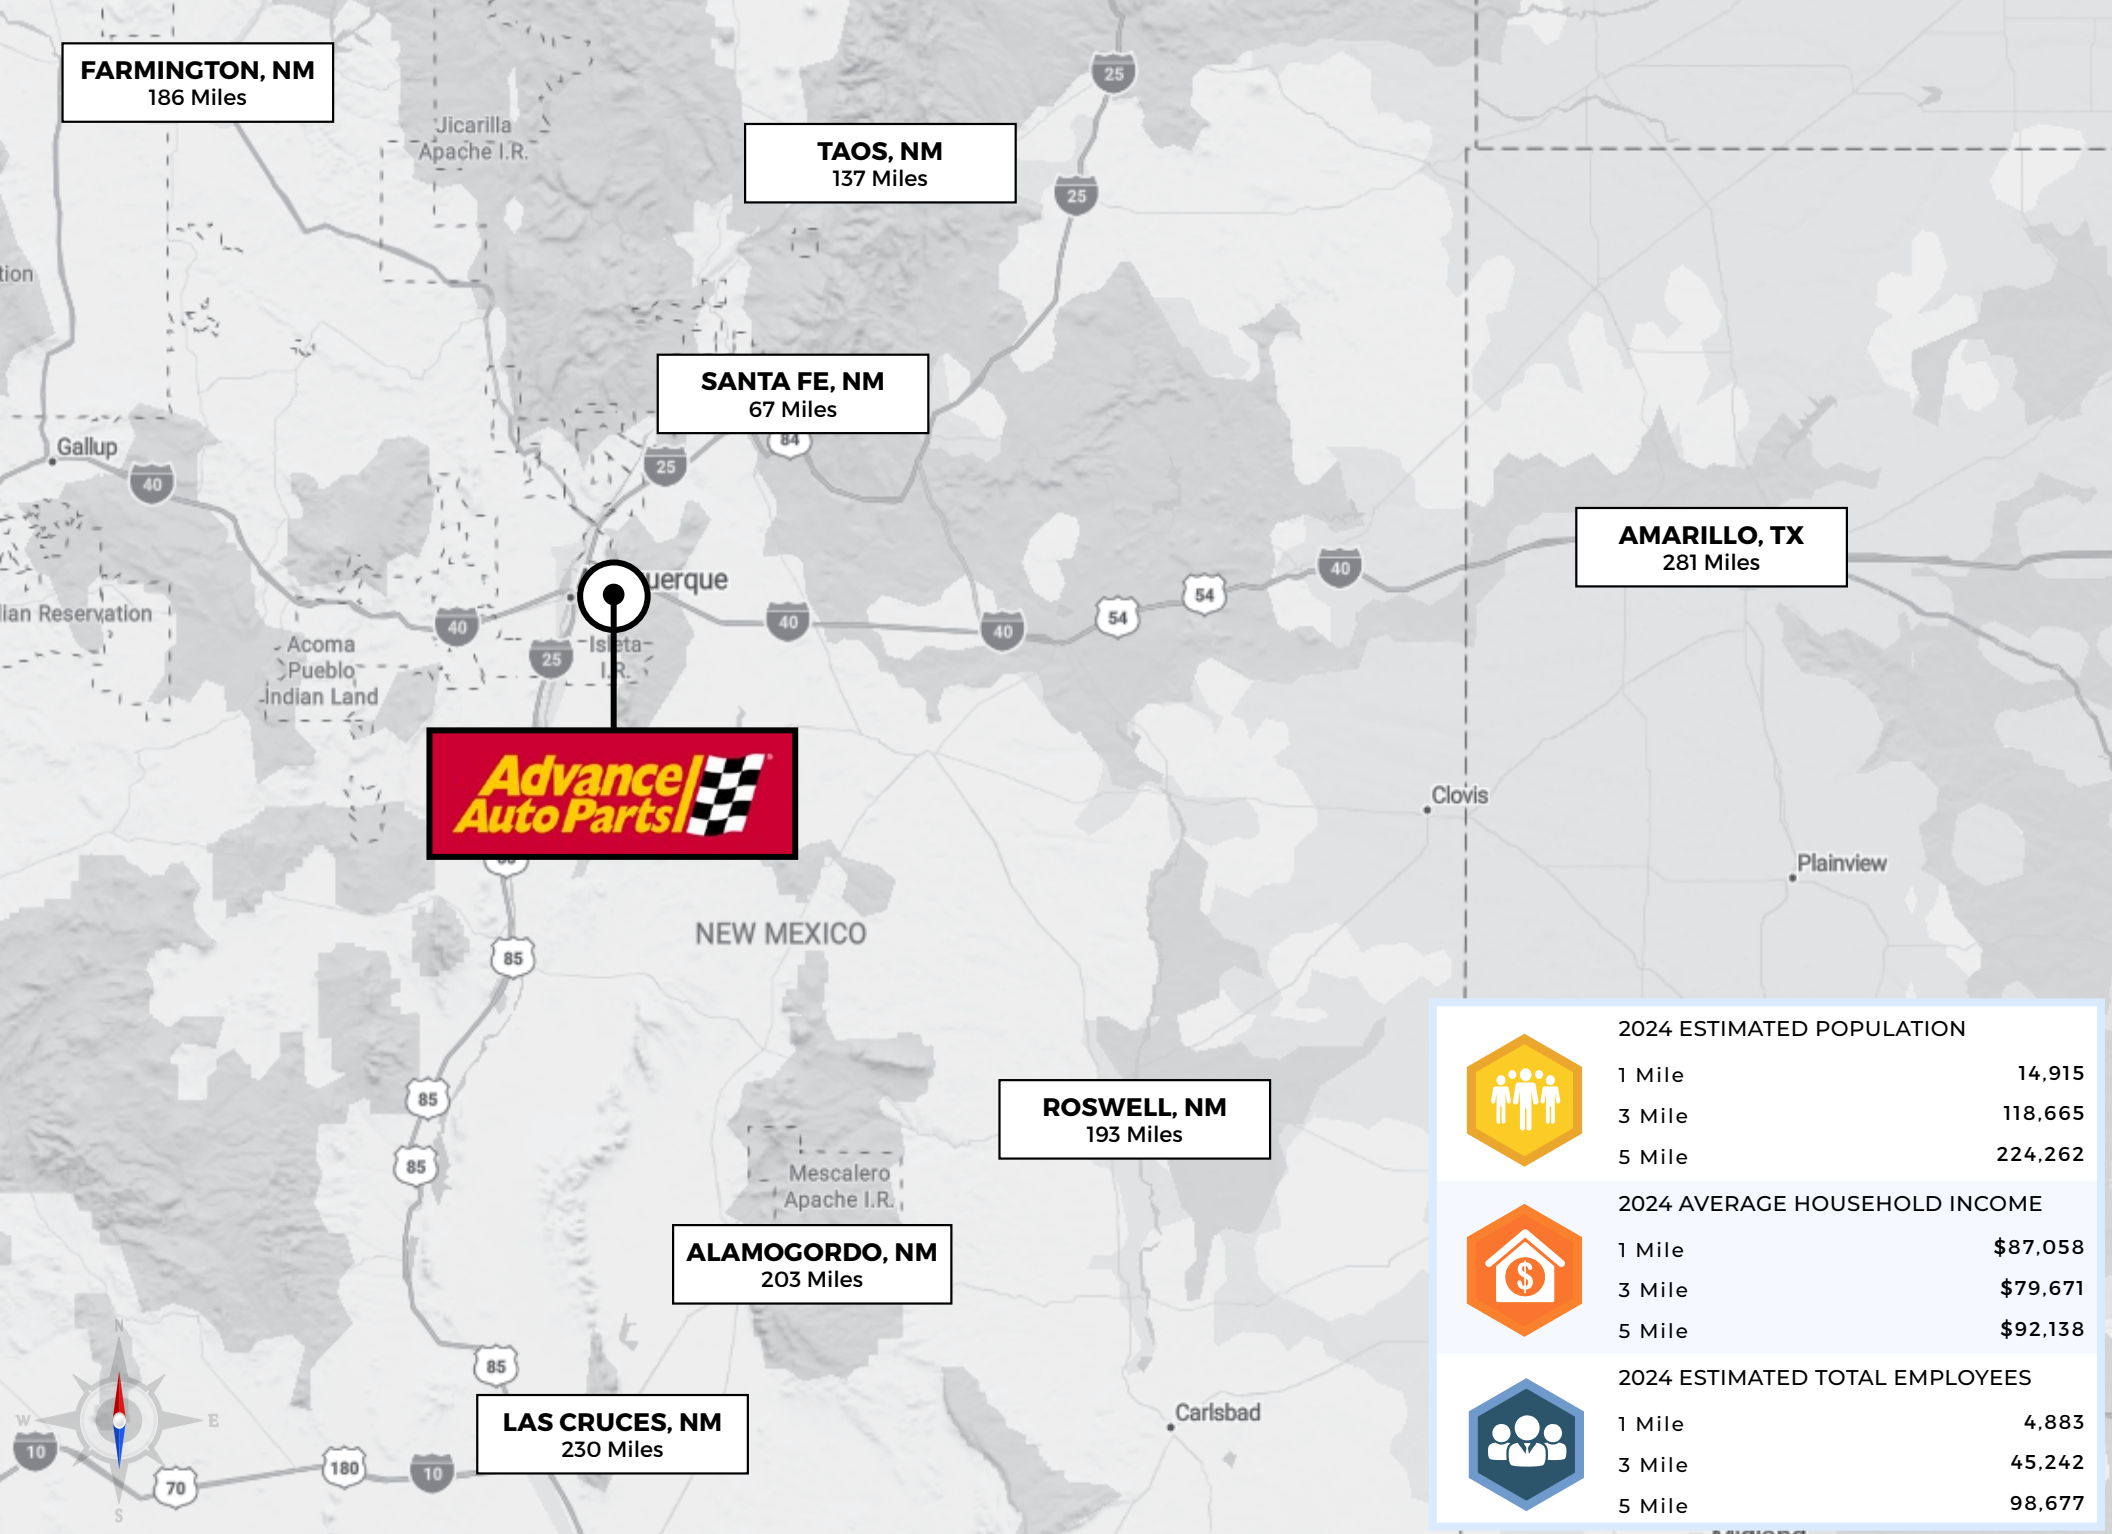 FARMINGTON, NM
186 Miles
25
Jicarilla
Apache I.R.
TAOS, NM
137 Miles
25
tion
SANTA FE, NM
67 Miles
84
Gallup
40
25
AMARILLO, TX
281 Miles
40
54
uerque
lian Reservation
40
40
40
54
Acoma
Pueblo
Indian Land
25
Isleta
I.R.
Advance
Auto Parts
®
Clovis
Plainview
NEW MEXICO
85
85
85
ROSWELL, NM
193 Miles
Mescalero
Apache I.R.
ALAMOGORDO, NM
203 Miles
N
W
E
S
85
LAS CRUCES, NM
230 Miles
10
70
180
10
Carlsbad
2024 ESTIMATED POPULATION
1 Mile 14,915
3 Mile 118,665
5 Mile 224,262
2024 AVERAGE HOUSEHOLD INCOME
$
1 Mile $87,058
3 Mile $79,671
5 Mile $92,138
2024 ESTIMATED TOTAL EMPLOYEES
1 Mile 4,883
3 Mile 45,242
5 Mile 98,677